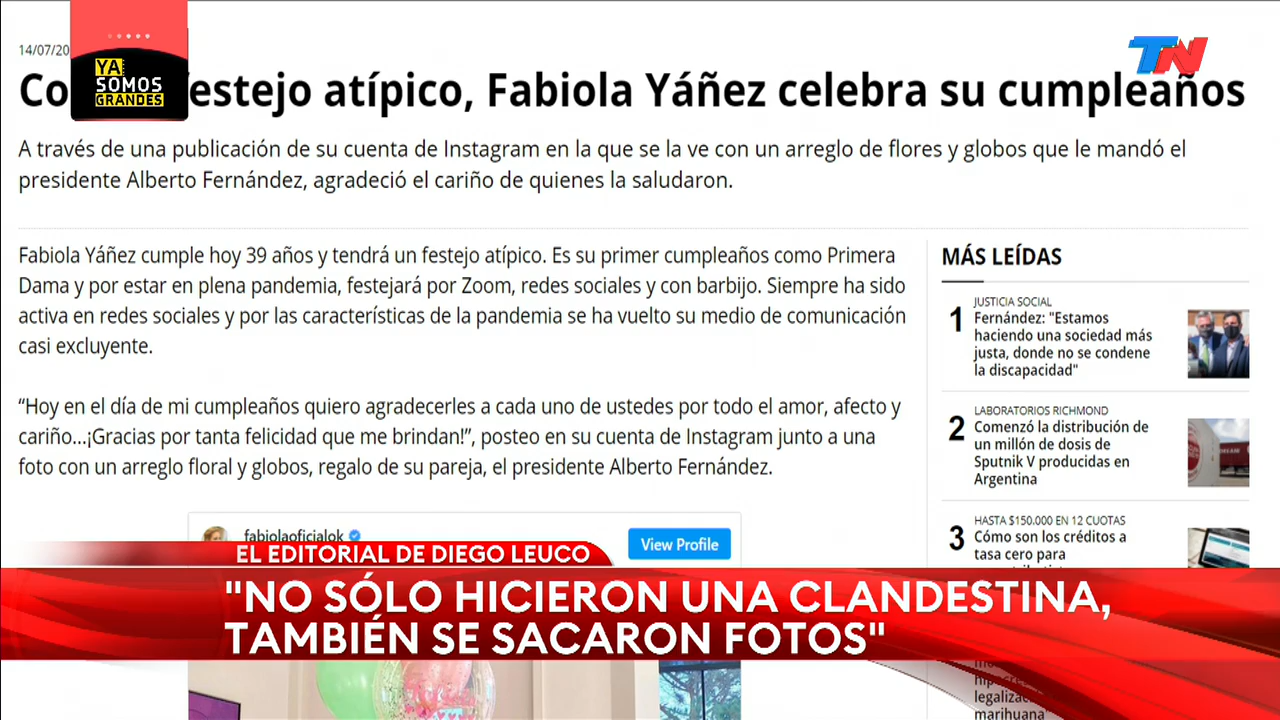 14/07/20
YA
SOMOS
GRANDES
TN
Co estejo atípico, Fabiola Yáñez celebra su cumpleaños
A través de una publicación de su cuenta de Instagram en la que se la ve con un arreglo de flores y globos que le mandó el
presidente Alberto Fernández, agradeció el cariño de quienes la saludaron.
Fabiola Yáñez cumple hoy 39 años y tendrá un festejo atípico. Es su primer cumpleaños como Primera
Dama y por estar en plena pandemia, festejará por Zoom, redes sociales y con barbijo. Siempre ha sido
activa en redes sociales y por las características de la pandemia se ha vuelto su medio de comunicación
casi excluyente.
“Hoy en el día de mi cumpleaños quiero agradecerles a cada uno de ustedes por todo el amor, afecto y
cariño...¡Gracias por tanta felicidad que me brindan!”, posteo en su cuenta de Instagram junto a una
foto con un arreglo floral y globos, regalo de su pareja, el presidente Alberto Fernández.
MÁS LEÍDAS
1
JUSTICIA SOCIAL
Fernández: "Estamos
haciendo una sociedad más
justa, donde no se condene
la discapacidad"
2
LABORATORIOS RICHMOND
Comenzó la distribución de
un millón de dosis de
Sputnik V producidas en
Argentina
3
HASTA $150.000 EN 12 CUOTAS
Cómo son los créditos a
tasa cero para
fabiolaoficialok
View Profile
EL EDITORIAL DE DIEGO LEUCO
"NO SÓLO HICIERON UNA CLANDESTINA,
TAMBIÉN SE SACARON FOTOS"
marihuana